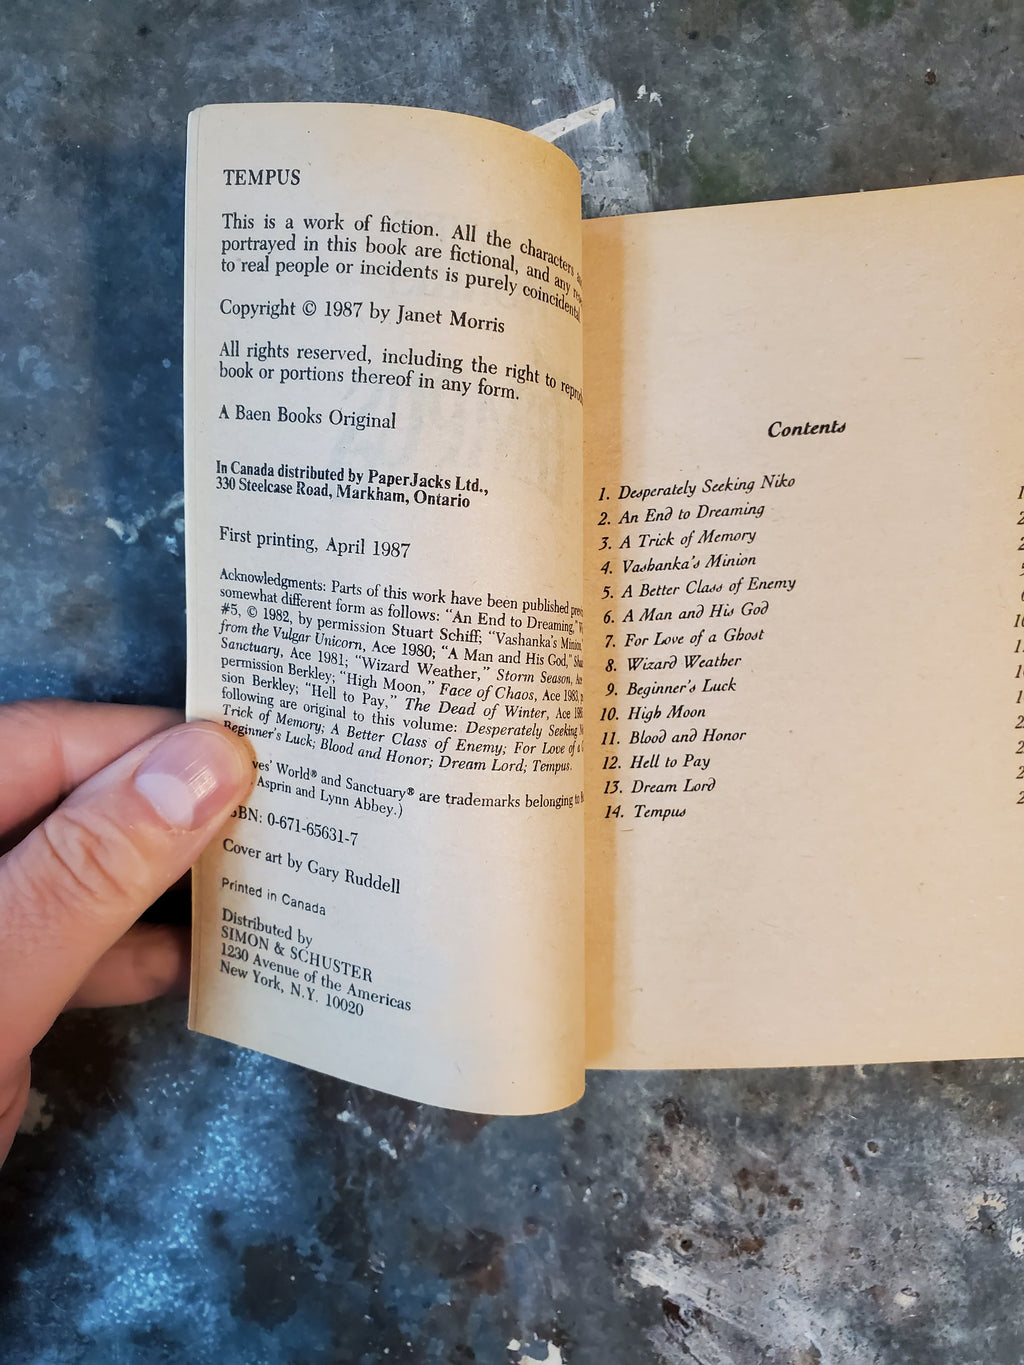 TEMPUS
This is a work of fiction. All the characters
portrayed in this book are fictional, and any
to real people or incidents is purely coincidental
Copyright © 1987 by Janet Morris
All rights reserved, including the right to
book or portions thereof in any form.
A Baen Books Original
In Canada distributed by PaperJacks Ltd.,
330 Steelcase Road, Markham, Ontario
First printing, April 1987
Acknowledgments: Parts of this work have been published
somewhat different form as follows: "An End to Dreaming,"
#5, © 1982, by permission Stuart Schiff; "Vashanka's Minion
from the Vulgar Unicorn, Ace 1980; "A Man and His God,"
Sanctuary, Ace 1981; "Wizard Weather," Storm Season,
permission Berkley; "High Moon," Face of Chaos, Ace 1983,
sion Berkley; "Hell to Pay," The Dead of Winter, Ace
following are original to this volume: Desperately Seeking
Trick of Memory; A Better Class of Enemy; For Love of a
Beginner's Luck; Blood and Honor; Dream Lord; Tempus.
ves' World® and Sanctuary® are trademarks belonging to
Asprin and Lynn Abbey.)
BN: 0-671-65631-7
Cover art by Gary Ruddell
Printed in Canada
Distributed by
SIMON & SCHUSTER
1230 Avenue of the Americas
New York, N.Y. 10020
Contents
1. Desperately Seeking Niko
2. An End to Dreaming
3. A Trick of Memory
4. Vashanka's Minion
5. A Better Class of Enemy
6. A Man and His God
7. For Love of a Ghost
8. Wizard Weather
9. Beginner's Luck
10. High Moon
11. Blood and Honor
12. Hell to Pay
13. Dream Lord
14. Tempus